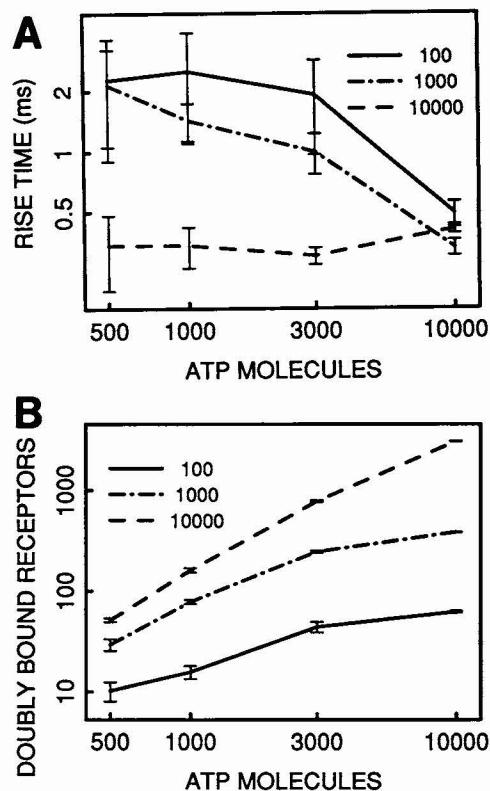 A
RISE TIME (ms)
2
1
0.5
100
1000
10000
500 1000 3000 10000
ATP MOLECULES
B
DOUBLY BOUND RECEPTORS
1000
100
10
100
1000
10000
500 1000 3000 10000
ATP MOLECULES